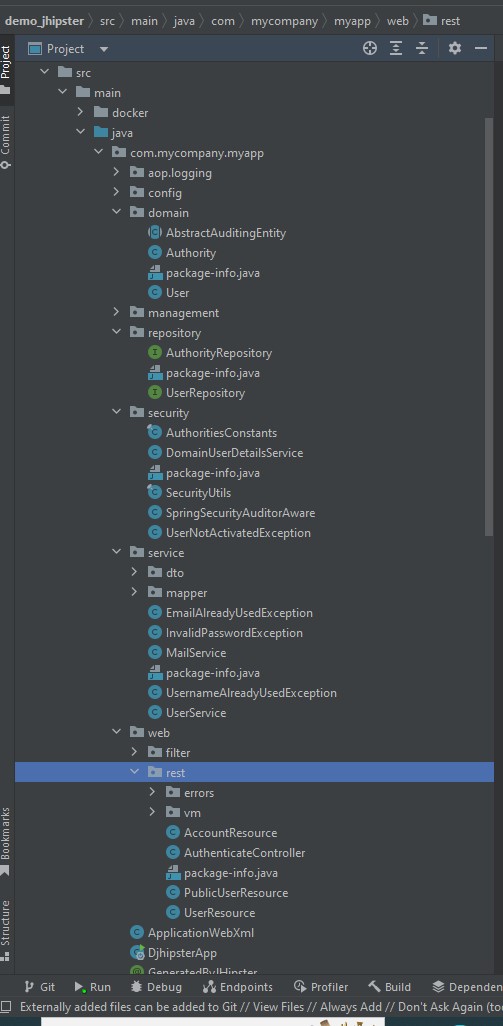 demo_jhipster › src › main › java › com › mycompany › myapp › web › rest
Project
Project
Commit
src
main
docker
java
com.mycompany.myapp
aop.logging
config
domain
AbstractAuditingEntity
Authority
package-info.java
User
management
repository
AuthorityRepository
package-info.java
UserRepository
security
AuthoritiesConstants
DomainUserDetailsService
package-info.java
SecurityUtils
SpringSecurityAuditorAware
UserNotActivatedException
service
dto
mapper
EmailAlreadyUsedException
InvalidPasswordException
MailService
package-info.java
UsernameAlreadyUsedException
UserService
web
filter
rest
errors
vm
AccountResource
AuthenticateController
package-info.java
PublicUserResource
UserResource
ApplicationWebXml
DjhipsterApp
GeneratedByJHipster
Bookmarks
Structure
Git Run Debug Endpoints Profiler Build Dependen
Externally added files can be added to Git // View Files // Always Add // Don't Ask Again (to